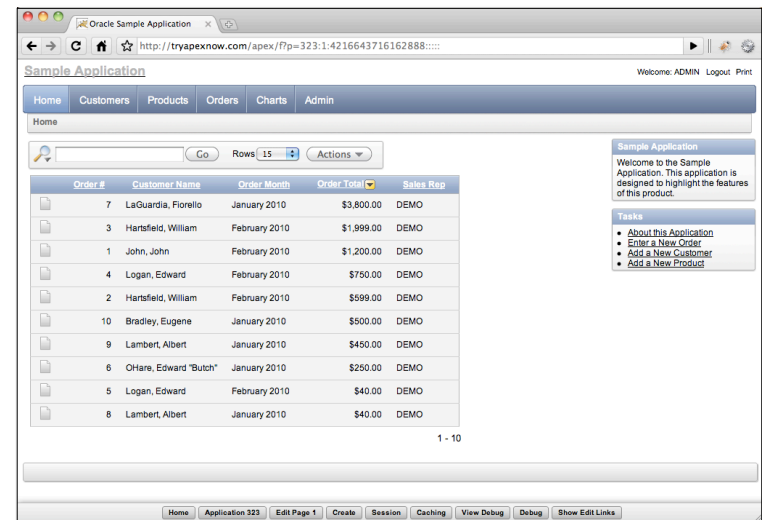 Oracle Sample Application
http://tryapexnow.com/apex/f?p=323:1:4216643716162888:::::
Sample Application
Welcome: ADMIN Logout Print
Home Customers Products Orders Charts Admin
Home
Go Rows 15 Actions
Order # Customer Name Order Month Order Total Sales Rep
7 LaGuardia, Fiorello January 2010 $3,800.00 DEMO
3 Hartsfield, William February 2010 $1,999.00 DEMO
1 John, John February 2010 $1,200.00 DEMO
4 Logan, Edward February 2010 $750.00 DEMO
2 Hartsfield, William February 2010 $599.00 DEMO
10 Bradley, Eugene January 2010 $500.00 DEMO
9 Lambert, Albert January 2010 $450.00 DEMO
6 OHare, Edward "Butch" January 2010 $250.00 DEMO
5 Logan, Edward February 2010 $40.00 DEMO
8 Lambert, Albert January 2010 $40.00 DEMO
1 - 10
Sample Application
Welcome to the Sample
Application. This application is
designed to highlight the features
of this product.
Tasks
About this Application
Enter a New Order
Add a New Customer
Add a New Product
Home Application 323 Edit Page 1 Create Session Caching View Debug Debug Show Edit Links